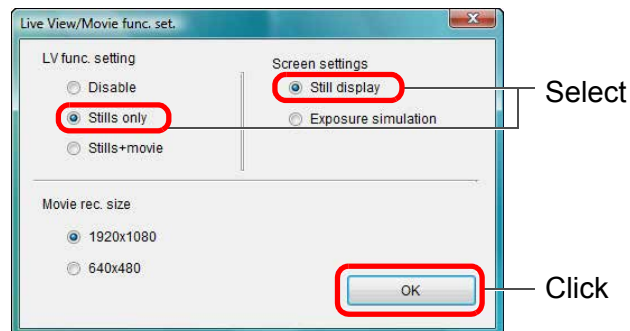 Live View/Movie func. set.
LV func. setting
Disable
Stills only
Stills+movie
Screen settings
Still display
Exposure simulation
Select
Movie rec. size
1920x1080
640x480
OK
Click